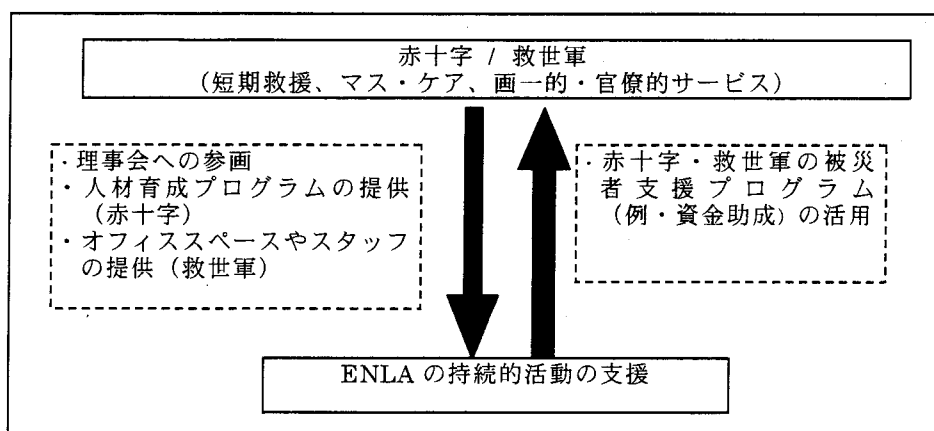 赤十字 / 救世軍
（短期救援、マス・ケア、画一的・官僚的サービス）
・理事会への参画
・人材育成プログラムの提供
（赤十字）
・オフィススペースやスタッフ
の提供（救世軍）
・赤十字・救世軍の被災
者支援プログラム
（例・資金助成）の活用
ENLA の持続的活動の支援